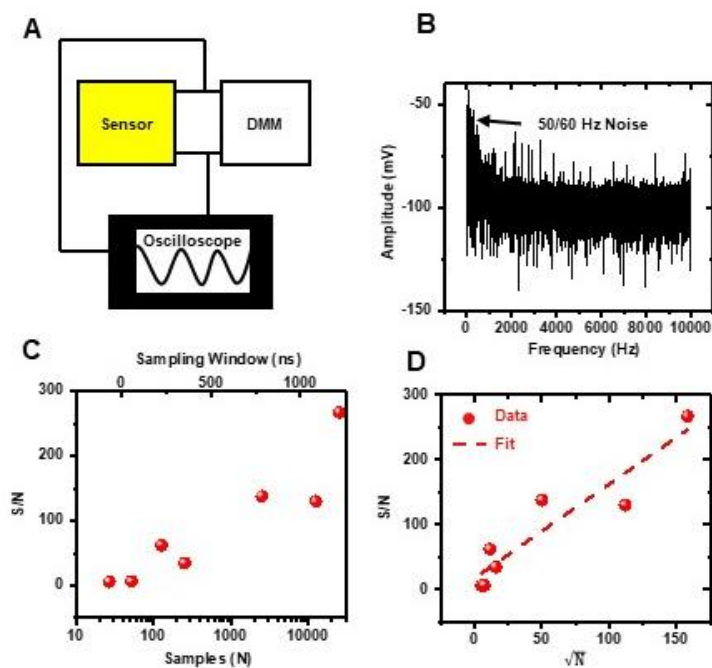 A
Sensor
DMM
Oscilloscope
B
-50
-100
-150
Amplitude (mV)
50/60 Hz Noise
0
2000
4000
6000
8000
10000
Frequency (Hz)
C
Sampling Window (ns)
0
250
500
750
1000
300
200
100
0
S/N
10
100
1000
10000
Samples (N)
D
Data
Fit
300
200
100
0
S/N
0
50
100
150
√N